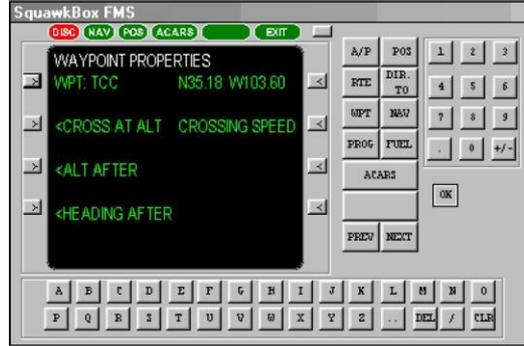 SquawkBox FMS
DISC NAV POS ACARS EXIT
WAYPOINT PROPERTIES
WPT: TCC N35.18 W103.60
<CROSS AT ALT CROSSING SPEED
<ALT AFTER
<HEADING AFTER
A/P POS
RTE DIR. TO
WPT NAV
PROG FUEL
ACARS
PREV NEXT
1 2 3
4 5 6
7 8 9
. 0 +/-
OK
A B C D E F G H I J K L M N O
P Q R S T U V W X Y Z .. DEL / CLR